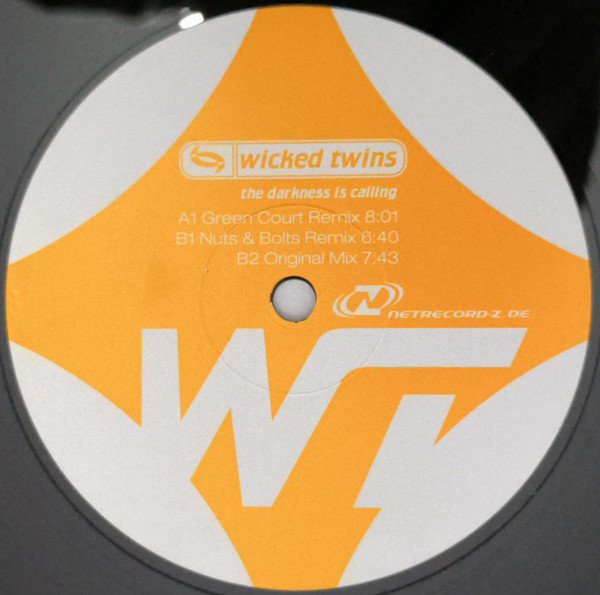 wicked twins
the darkness is calling
A1 Green Court Remix 8:01
B1 Nuts & Bolts Remix 6:40
B2 Original Mix 7:43
N NETRECORD-Z.DE
WT